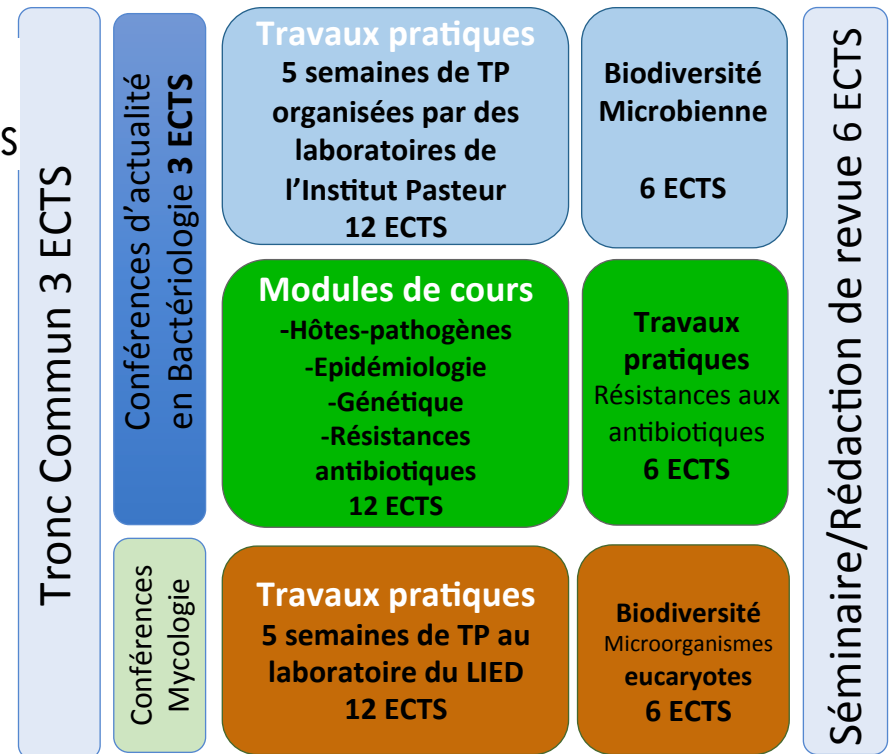 S
Tronc Commun 3 ECTS
Conférences d'actualité
en Bactériologie 3 ECTS
Travaux pratiques
5 semaines de TP
organisées par des
laboratoires de
l'Institut Pasteur
12 ECTS
Biodiversité
Microbienne
6 ECTS
Modules de cours
-Hôtes-pathogènes
-Epidémiologie
-Génétique
-Résistances
antibiotiques
12 ECTS
Travaux
pratiques
Résistances aux
antibiotiques
6 ECTS
Conférences
Mycologie
Travaux pratiques
5 semaines de TP au
laboratoire du LIED
12 ECTS
Biodiversité
Microorganismes
eucaryotes
6 ECTS
Séminaire/Rédaction de revue 6 ECTS